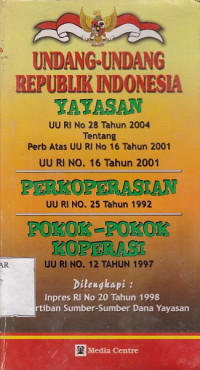 UNDANG-UNDANG
REPUBLIK INDONESIA
YAYASAN
UU RI No 28 Tahun 2004
Tentang
Perb Atas UU RI No 16 Tahun 2001
UU RI NO. 16 Tahun 2001
PERKOPERASIAN
UU RI NO. 25 Tahun 1992
POKOK-POKOK
KOPERASI
UU RI NO. 12 TAHUN 1997
AR
Dilengkapi :
Inpres RI No 20 Tahun 1998
rtiban Sumber-Sumber Dana Yayasan
Media Centre